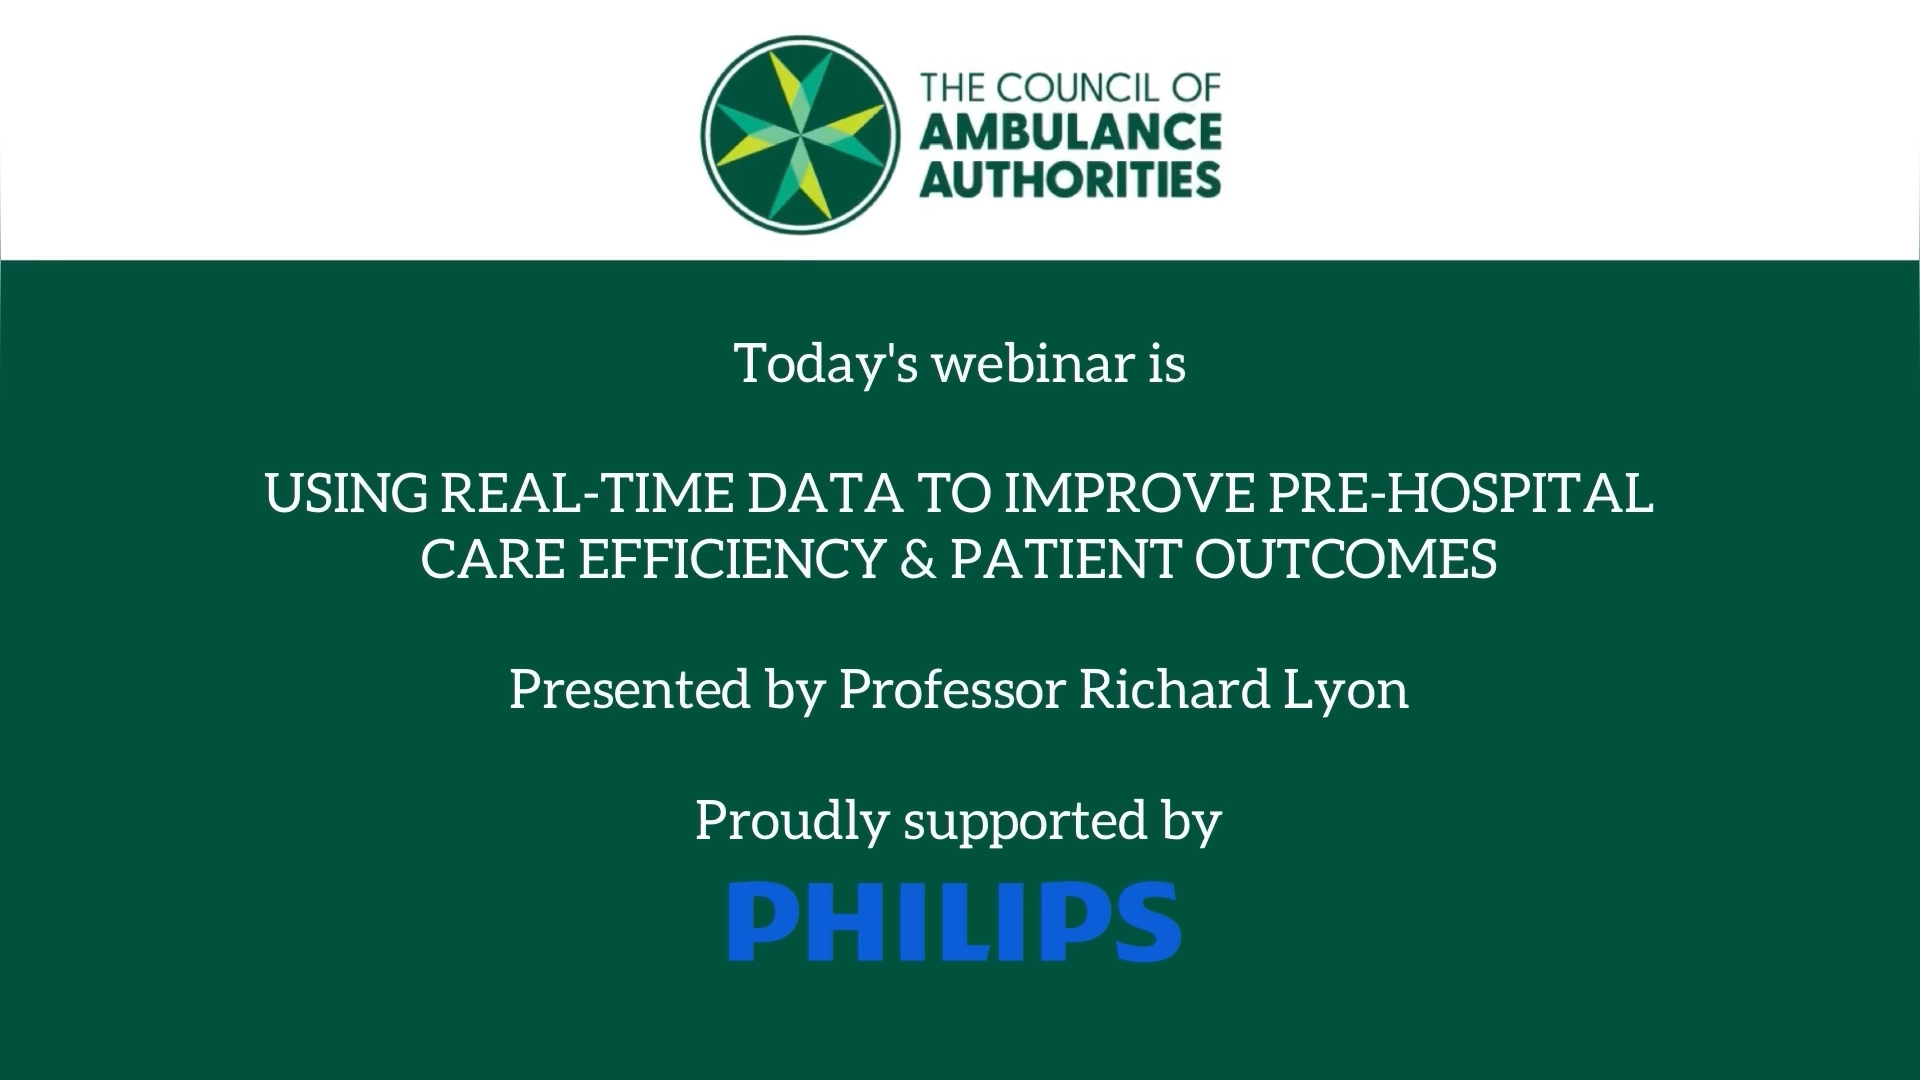 THE COUNCIL OF
AMBULANCE
AUTHORITIES
Today's webinar is
USING REAL-TIME DATA TO IMPROVE PRE-HOSPITAL
CARE EFFICIENCY & PATIENT OUTCOMES
Presented by Professor Richard Lyon
Proudly supported by
PHILIPS